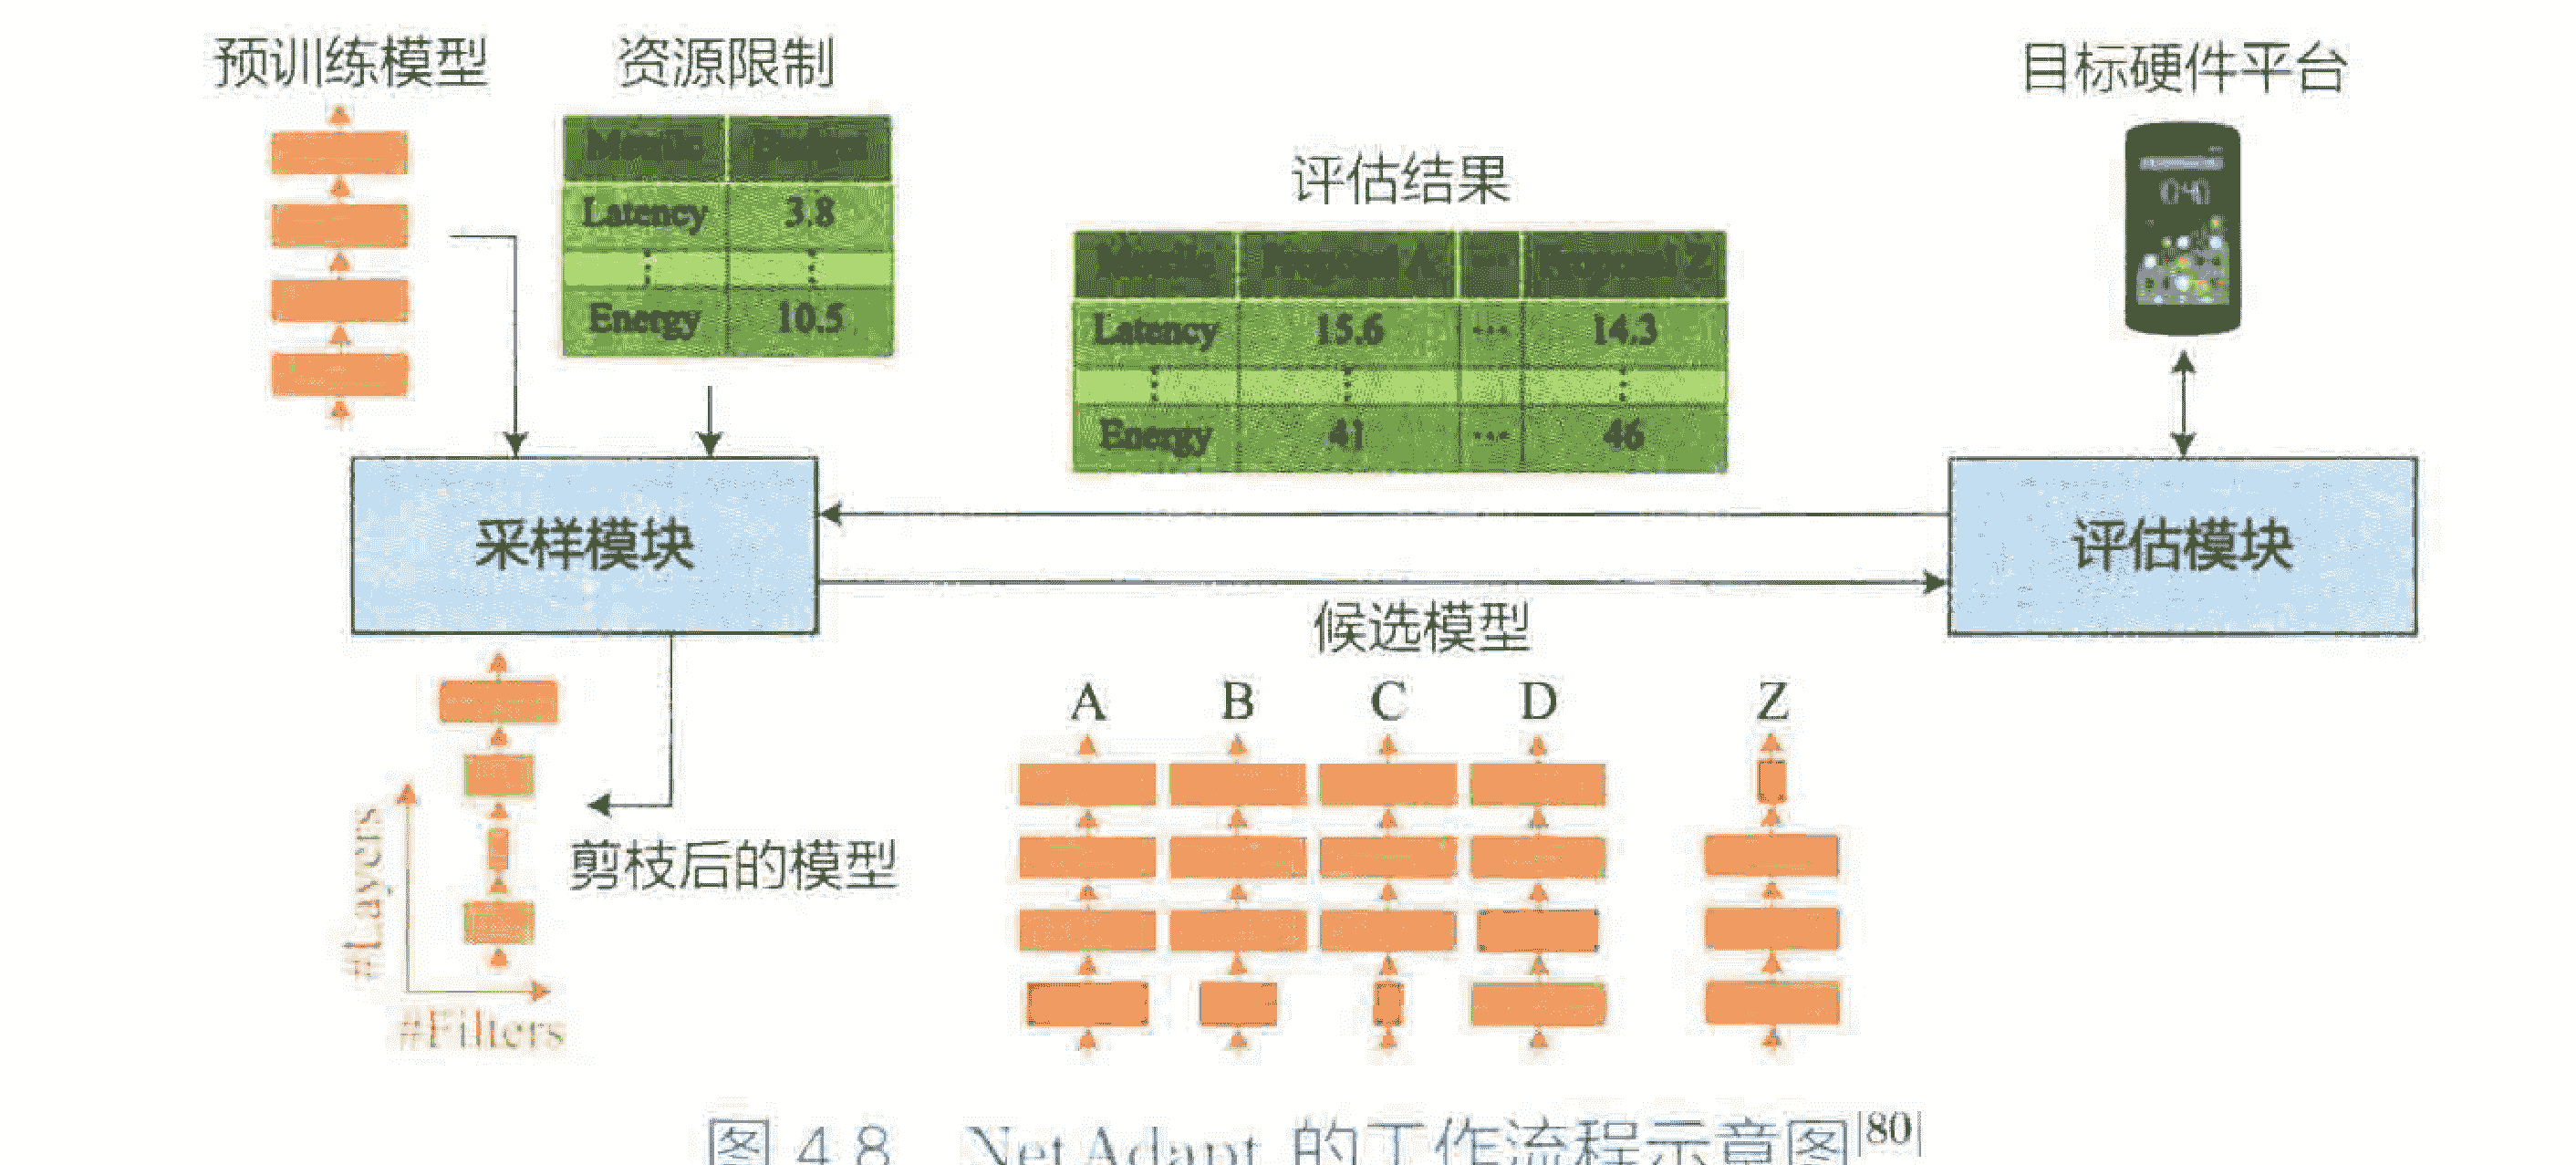 预训练模型
资源限制
目标硬件平台
Metric Budget
Latency 3.8
Energy 10.5
评估结果
Metric Proposal A ... Proposal Z
Latency 15.6 ... 14.3
Energy 41 ... 46
采样模块
评估模块
候选模型
A B C D Z
剪枝后的模型
#Layers
#Filters
图 4.8 NetAdapt 的工作流程示意图[80]